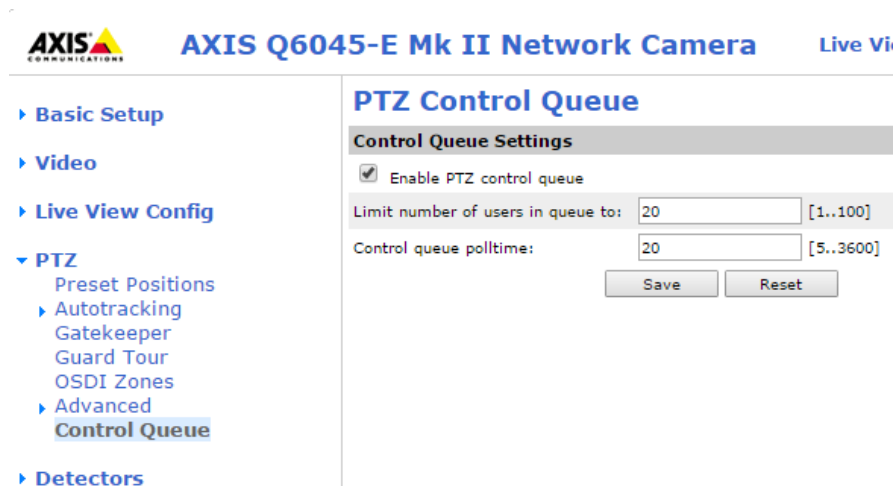 AXIS
COMMUNICATIONS
AXIS Q6045-E Mk II Network Camera
Live Vi
Basic Setup
Video
Live View Config
PTZ
Preset Positions
Autotracking
Gatekeeper
Guard Tour
OSDI Zones
Advanced
Control Queue
Detectors
PTZ Control Queue
Control Queue Settings
Enable PTZ control queue
Limit number of users in queue to: 20 [1..100]
Control queue polltime: 20 [5..3600]
Save Reset